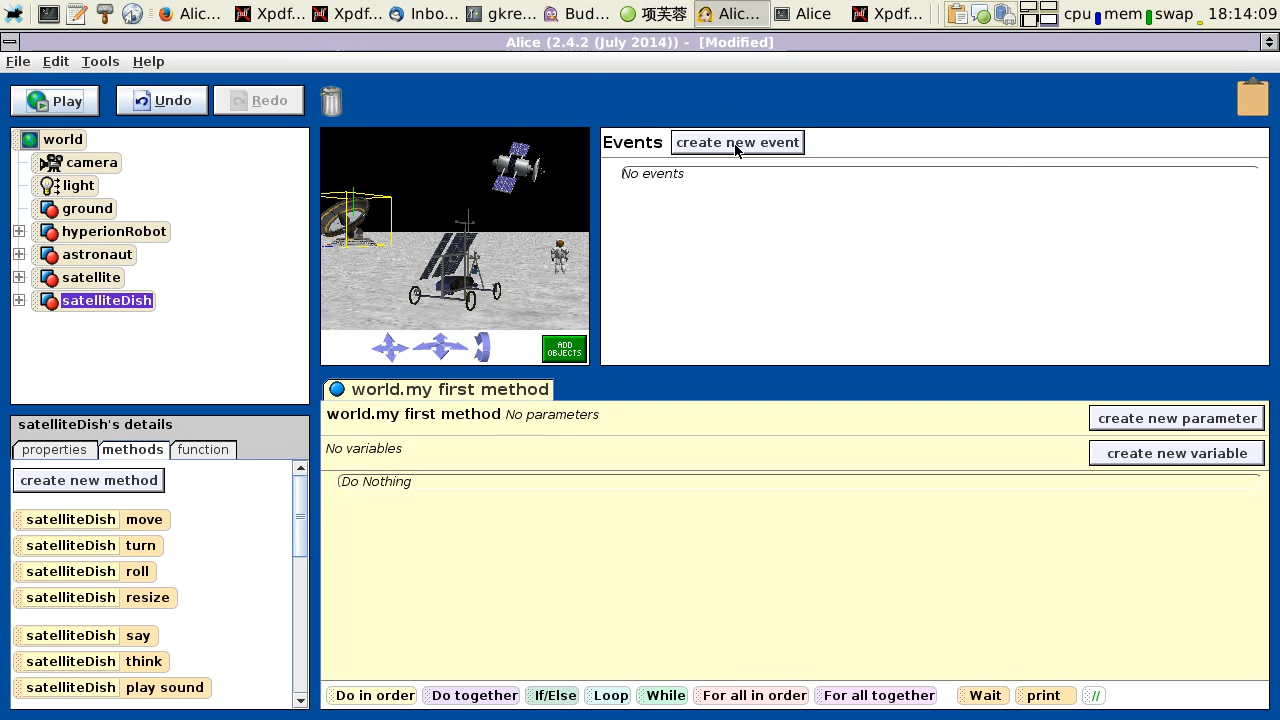 Alic... Xpdf... Xpdf... Inbo... gkre... Bud... 项芙蓉 Alic... Alice Xpdf... cpu mem swap 18:14:09
Alice (2.4.2 (July 2014)) - [Modified]
File Edit Tools Help
Play Undo Redo
world
camera
light
ground
hyperionRobot
astronaut
satellite
satelliteDish
ADD
OBJECTS
Events create new event
No events
satelliteDish's details
properties methods function
create new method
satelliteDish move
satelliteDish turn
satelliteDish roll
satelliteDish resize
satelliteDish say
satelliteDish think
satelliteDish play sound
world.my first method
world.my first method No parameters create new parameter
No variables create new variable
Do Nothing
Do in order Do together If/Else Loop While For all in order For all together Wait print //